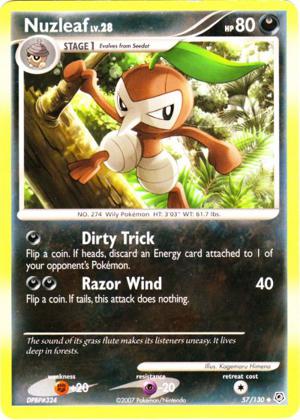 Nuzleaf LV.28 HP 80
STAGE 1 Evolves from Seedot
NO. 274 Wily Pokémon HT: 3'03" WT: 61.7 lbs.
Dirty Trick
Flip a coin. If heads, discard an Energy card attached to 1 of
your opponent's Pokémon.
Razor Wind 40
Flip a coin. If tails, this attack does nothing.
The sound of its grass flute makes its listeners uneasy. It lives
deep in forests.
weakness resistance retreat cost
+20 -20
DPBP#324 ©2007 Pokémon/Nintendo 57/130
Illus. Kagemaru Himeno